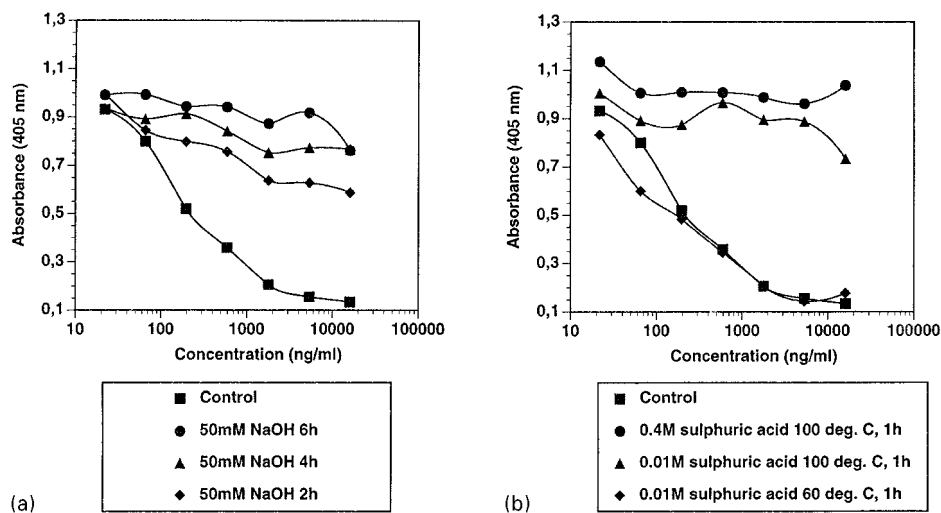 1,3
1,1
0,9
0,7
0,5
0,3
0,1
Absorbance (405 nm)
10 100 1000 10000 100000
Concentration (ng/ml)
Control
50mM NaOH 6h
50mM NaOH 4h
50mM NaOH 2h
(a)
1,3
1,1
0,9
0,7
0,5
0,3
0,1
Absorbance (405 nm)
10 100 1000 10000 100000
Concentration (ng/ml)
Control
0.4M sulphuric acid 100 deg. C, 1h
0.01M sulphuric acid 100 deg. C, 1h
0.01M sulphuric acid 60 deg. C, 1h
(b)